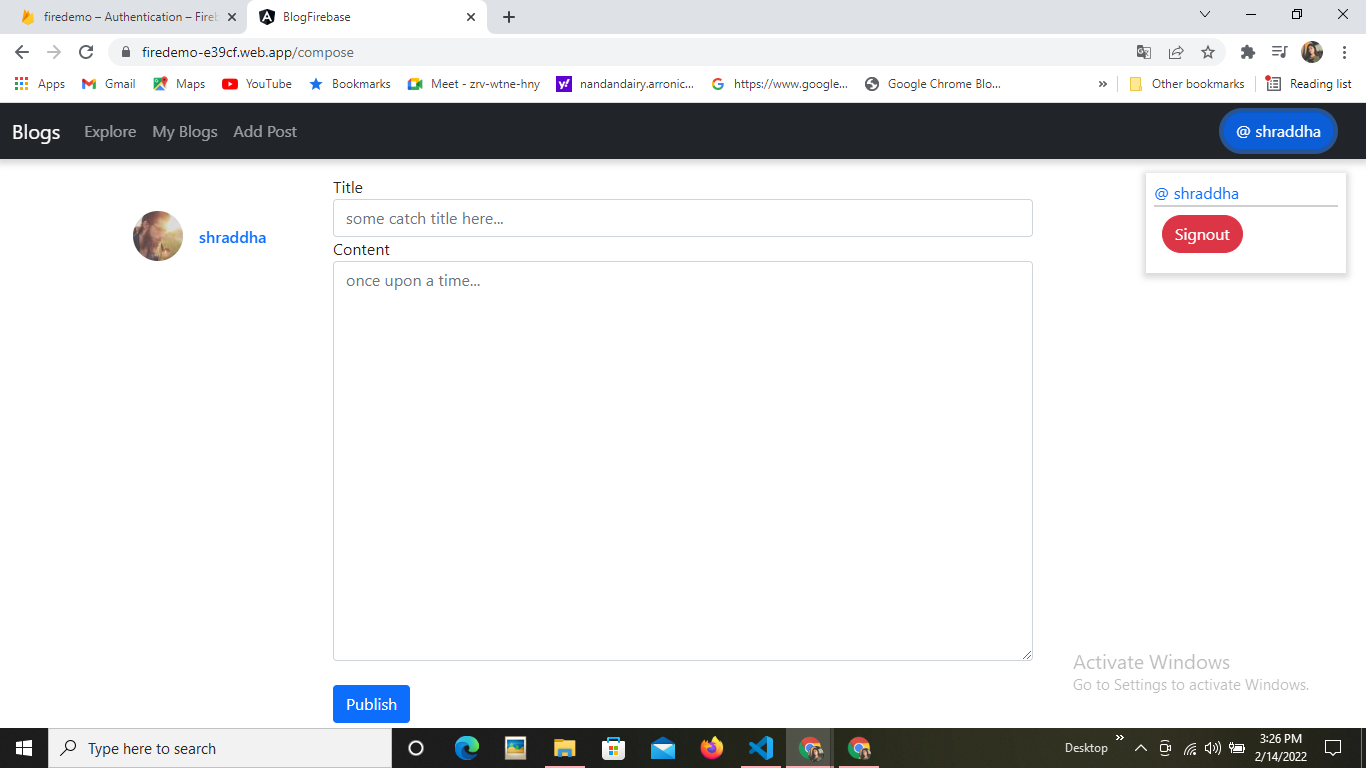 firedemo – Authentication – Fireb
BlogFirebase
firedemo-e39cf.web.app/compose
Apps
Gmail
Maps
YouTube
Bookmarks
Meet - zrv-wtne-hny
nandandairy.arronic...
https://www.google...
Google Chrome Blo...
»
Other bookmarks
Reading list
Blogs
Explore
My Blogs
Add Post
@ shraddha
@ shraddha
Signout
shraddha
Title
some catch title here...
Content
once upon a time...
Publish
Activate Windows
Go to Settings to activate Windows.
Type here to search
Desktop
»
3:26 PM
2/14/2022